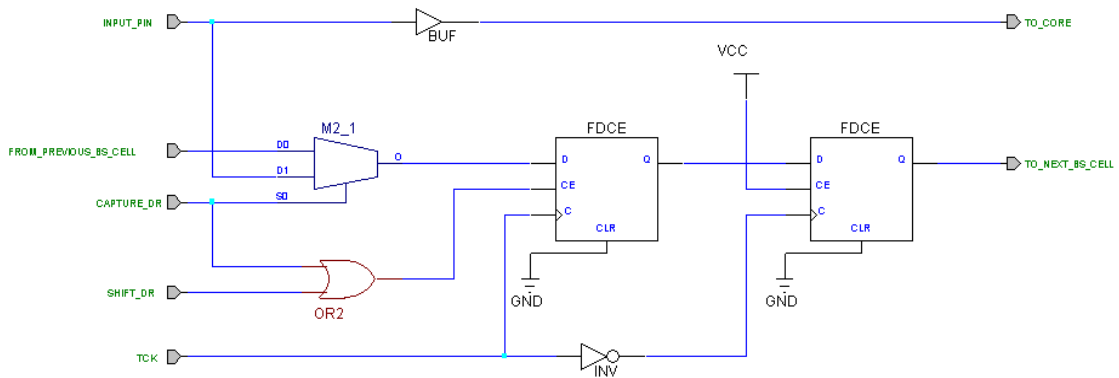 INPUT_PIN
BUF
TO_CORE
VCC
M2_1
FDCE
FDCE
FROM_PREVIOUS_BS_CELL
D0
O
D
Q
D
Q
TO_NEXT_BS_CELL
D1
CE
CE
CAPTURE_DR
S0
C
C
CLR
CLR
SHIFT_DR
OR2
GND
GND
TCK
INV